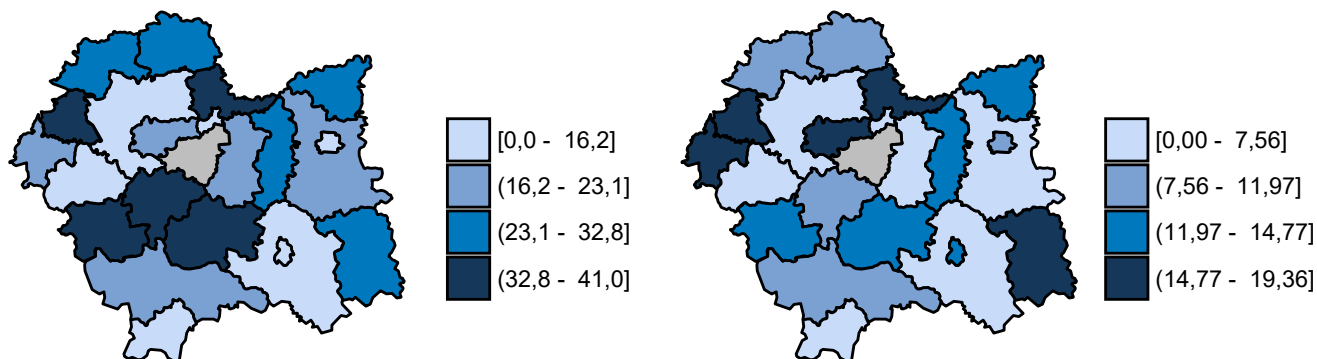 [0,0 - 16,2]
(16,2 - 23,1]
(23,1 - 32,8]
(32,8 - 41,0]
[0,00 - 7,56]
(7,56 - 11,97]
(11,97 - 14,77]
(14,77 - 19,36]